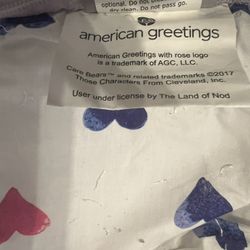 optional. Do not
dry clean. Do not pass go.
american greetings
American Greetings with rose logo
is a trademark of AGC, LLC.
Care Bears™ and related trademarks ©2017
Those Characters From Cleveland, Inc.
User under license by The Land of Nod